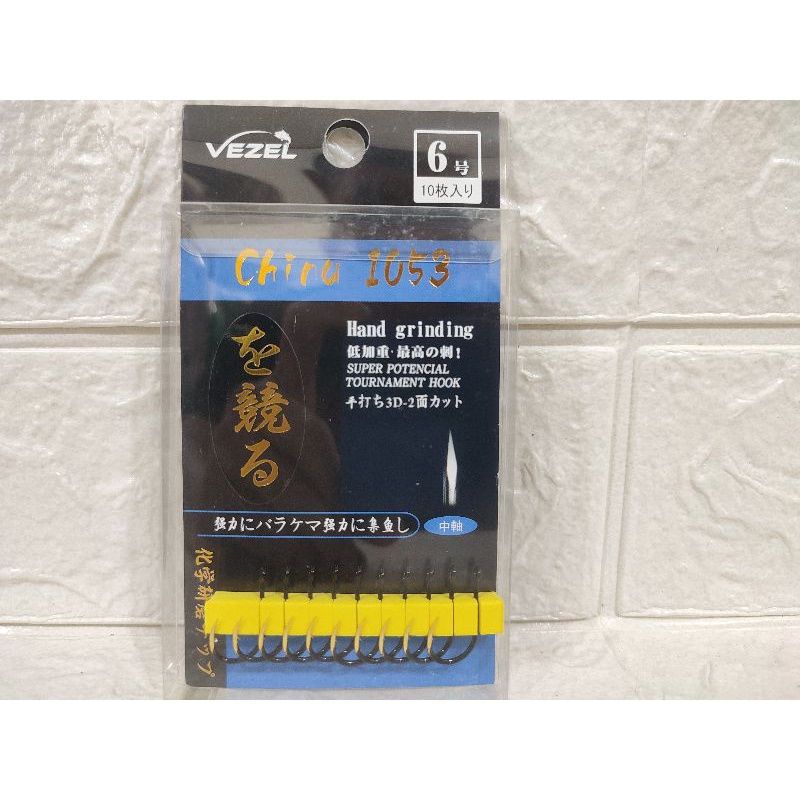 VEZEL
6号
10枚入り
Chinu 1053
を競る
Hand grinding
低加重·最高の刺!
SUPER POTENCIAL
TOURNAMENT HOOK
手打ち3D-2面カット
强力にバラケマ强力に集魚し
中軸